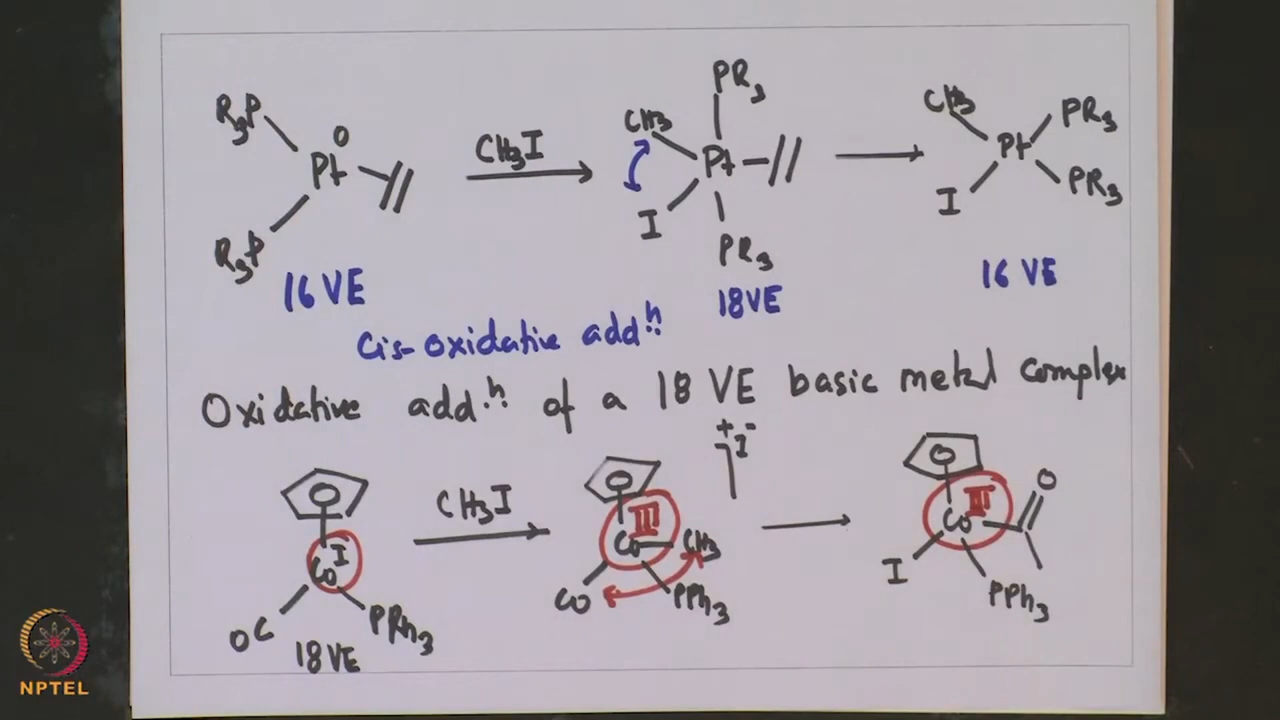 R3P
O
Pt
R3P
16 VE
CH3I
PR3
CH3
Pt
I
PR3
18VE
CH3
PR3
Pt
I
PR3
16 VE
Cis-oxidative addn.
Oxidative addn. of a 18 VE basic metal complex
I
Co
OC
PPh3
18 VE
CH3I
III
Co
CH3
CO
PPh3
+
I-
O
III
Co
I
PPh3
NPTEL